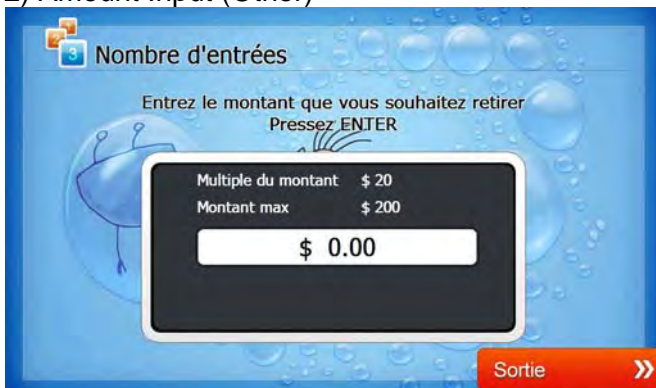 2) Amount Input (Other)
3
Nombre d'entrées
Entrez le montant que vous souhaitez retirer
Pressez ENTER
Multiple du montant $ 20
Montant max $ 200
$ 0.00
Sortie »